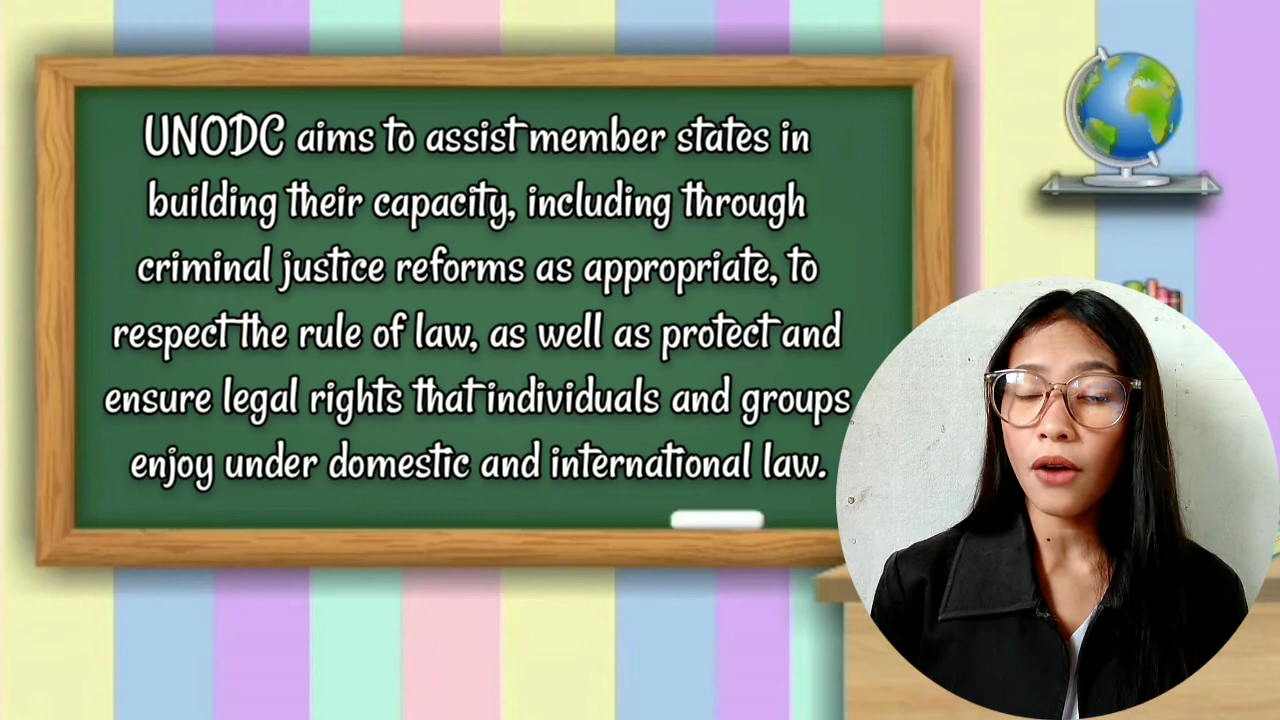 UNODC aims to assist member states in
building their capacity, including through
criminal justice reforms as appropriate, to
respect the rule of law, as well as protect and
ensure legal rights that individuals and groups
enjoy under domestic and international law.